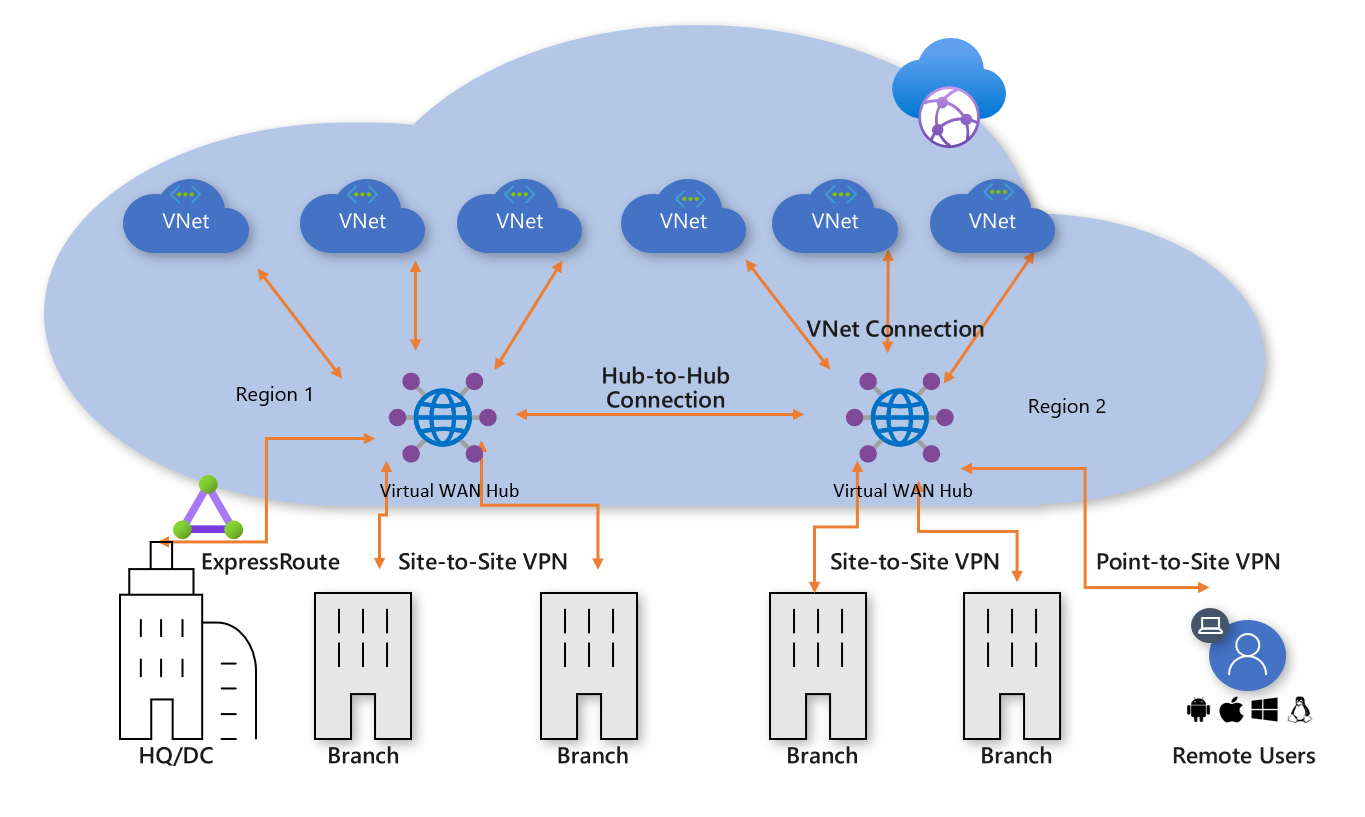 VNet
VNet
VNet
VNet
VNet
VNet
VNet Connection
Hub-to-Hub
Connection
Region 1
Region 2
Virtual WAN Hub
Virtual WAN Hub
ExpressRoute
Site-to-Site VPN
Site-to-Site VPN
Point-to-Site VPN
HQ/DC
Branch
Branch
Branch
Branch
Remote Users